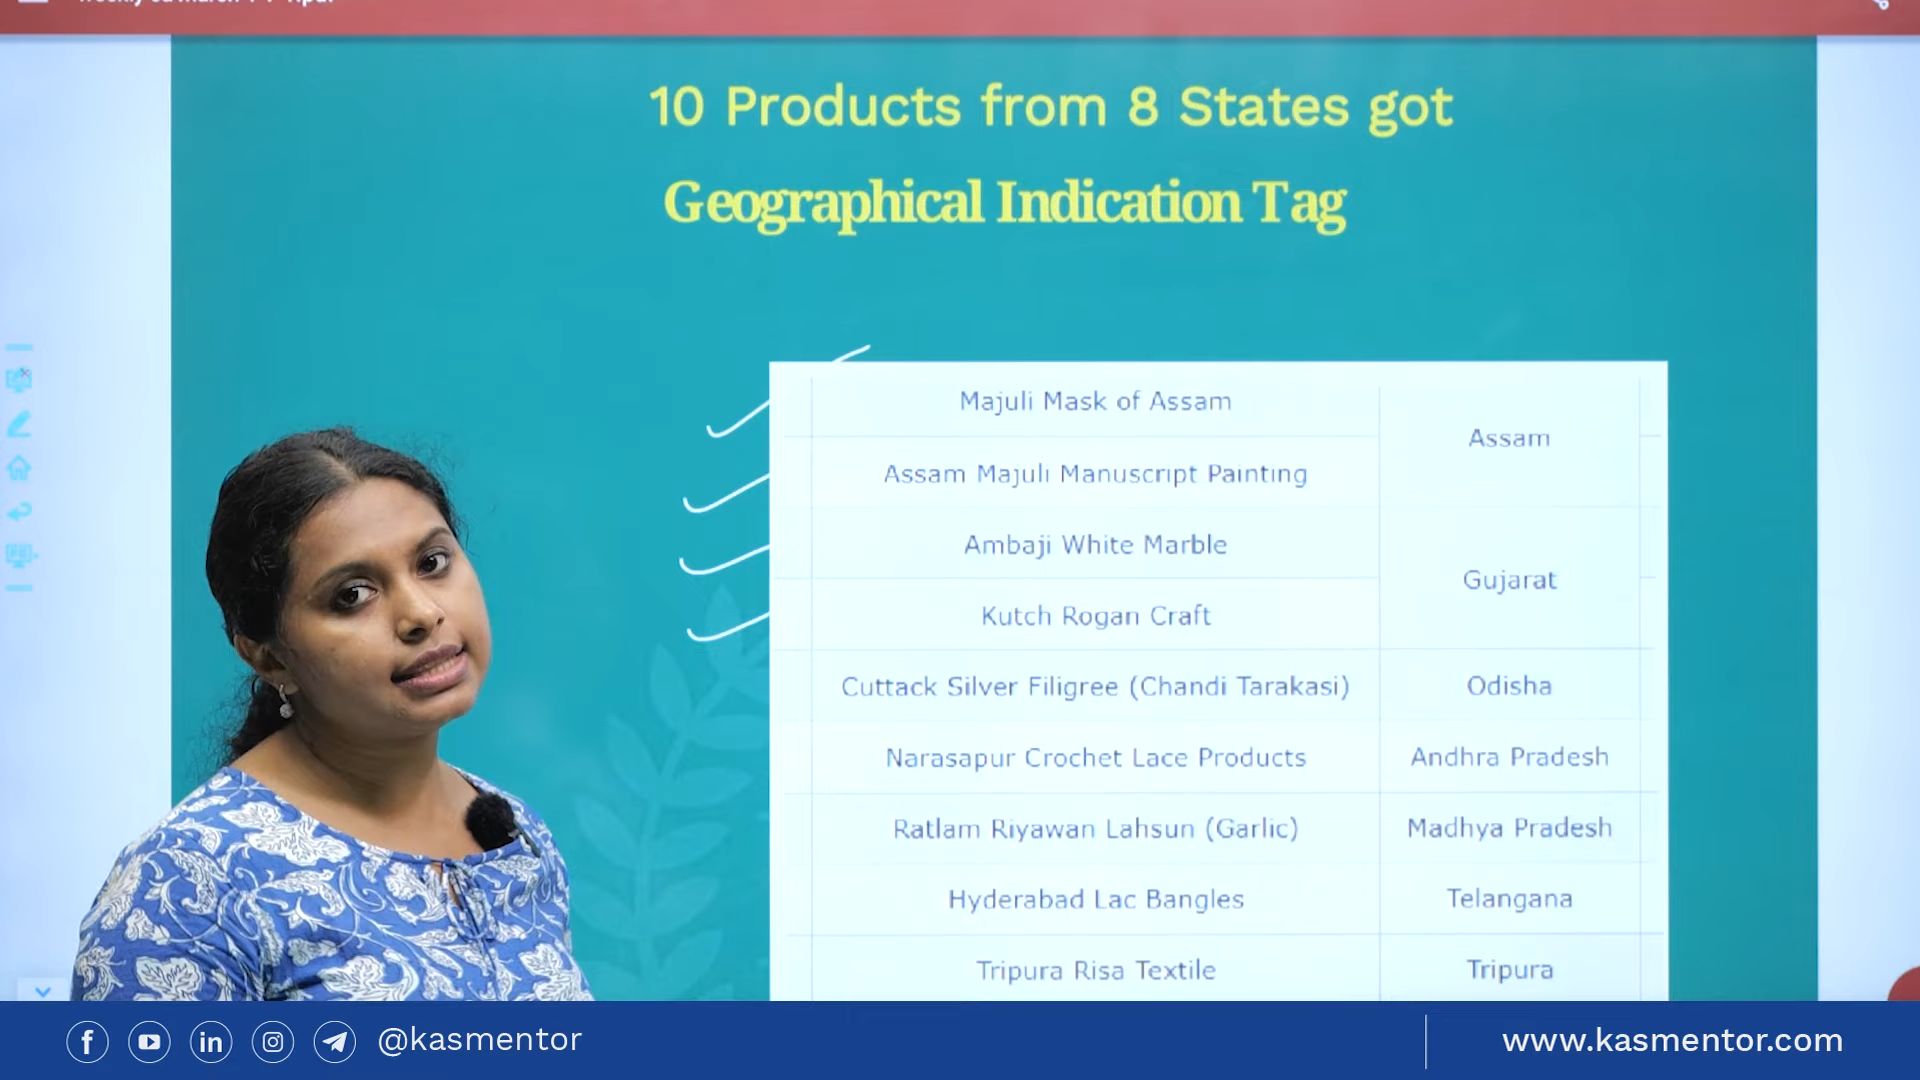 10 Products from 8 States got
Geographical Indication Tag
Majuli Mask of Assam
Assam
Assam Majuli Manuscript Painting
Ambaji White Marble
Gujarat
Kutch Rogan Craft
Cuttack Silver Filigree (Chandi Tarakasi) Odisha
Narasapur Crochet Lace Products Andhra Pradesh
Ratlam Riyawan Lahsun (Garlic) Madhya Pradesh
Hyderabad Lac Bangles Telangana
Tripura Risa Textile Tripura
@kasmentor
www.kasmentor.com